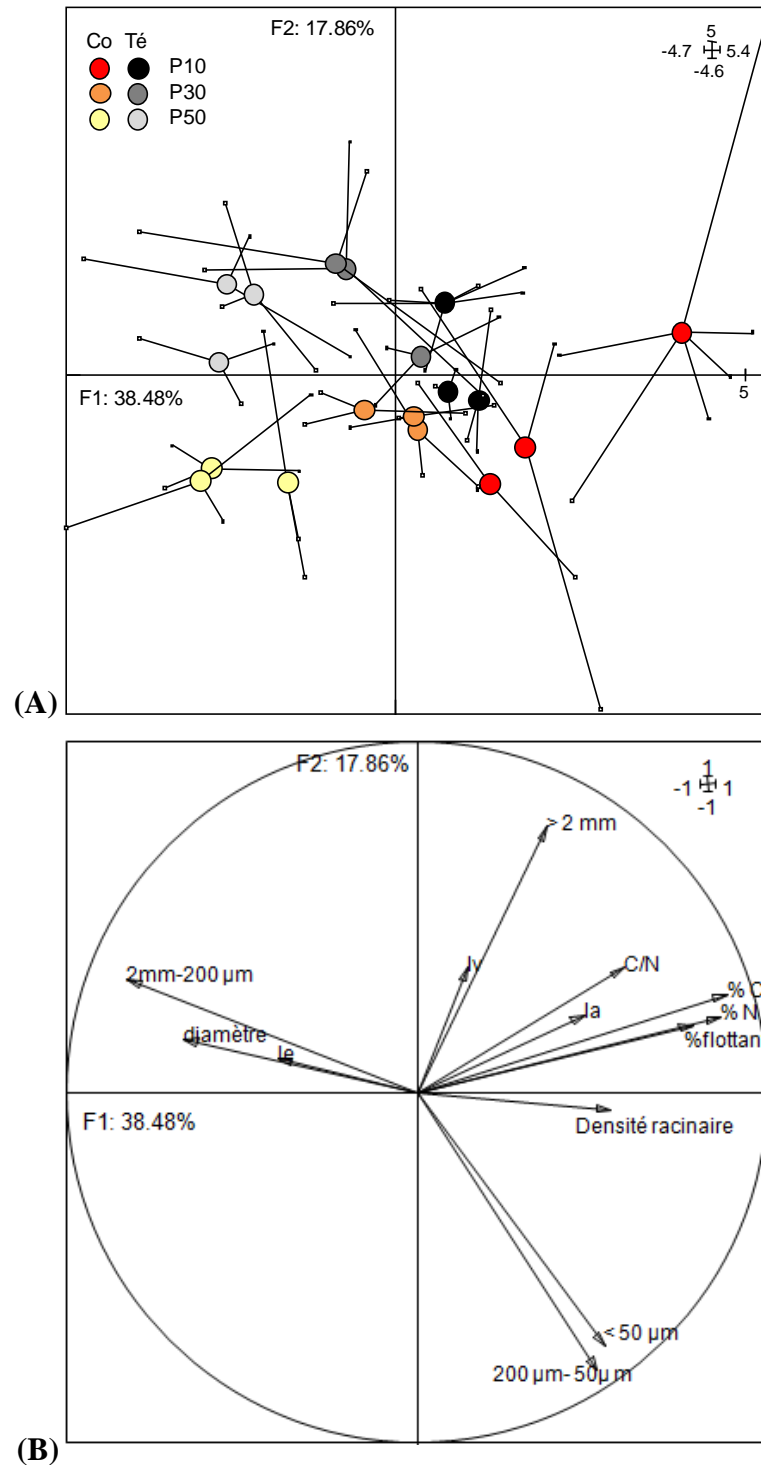 F2: 17.86%
5
-4.7 5.4
-4.6
Co Té
P10
P30
P50
F1: 38.48%
5
(A)
F2: 17.86%
1
-1 1
-1
> 2 mm
Iv
C/N
2mm-200 µm
% C
Ia
% N
diamètre
%flottan
Ie
F1: 38.48%
Densité racinaire
< 50 µm
200 µm- 50µm
(B)